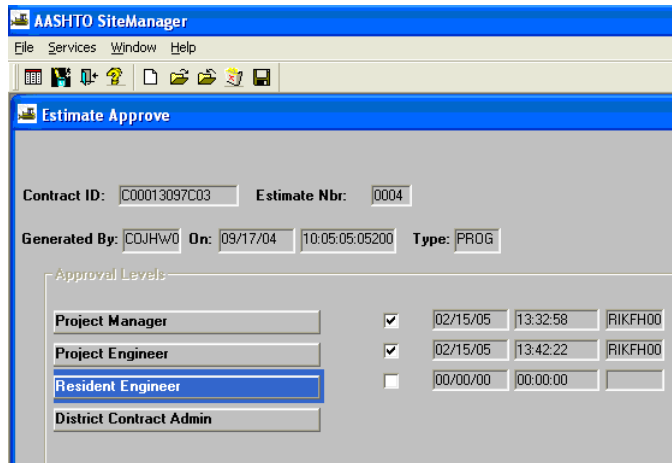 AASHTO SiteManager
File Services Window Help
Estimate Approve
Contract ID: C00013097C03 Estimate Nbr: 0004
Generated By: COJHW0 On: 09/17/04 10:05:05:05200 Type: PROG
Approval Levels
Project Manager 02/15/05 13:32:58 RIKFH00
Project Engineer 02/15/05 13:42:22 RIKFH00
Resident Engineer 00/00/00 00:00:00
District Contract Admin